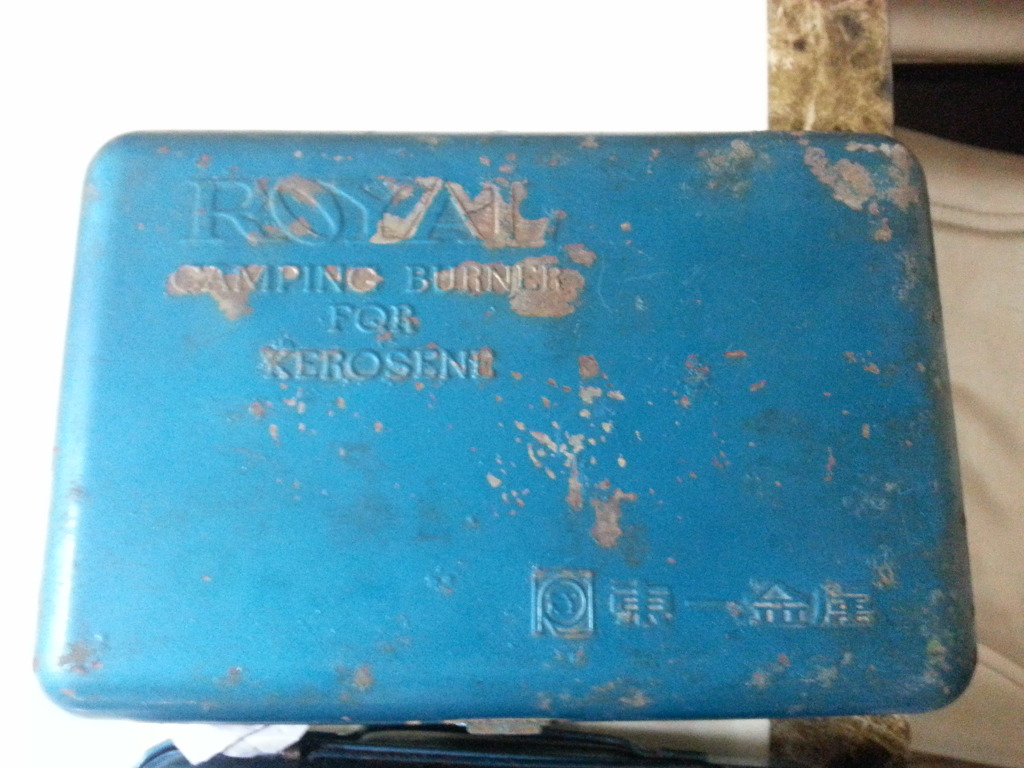 ROYAL
CAMPING BURNER
FOR
KEROSENE
東一金属